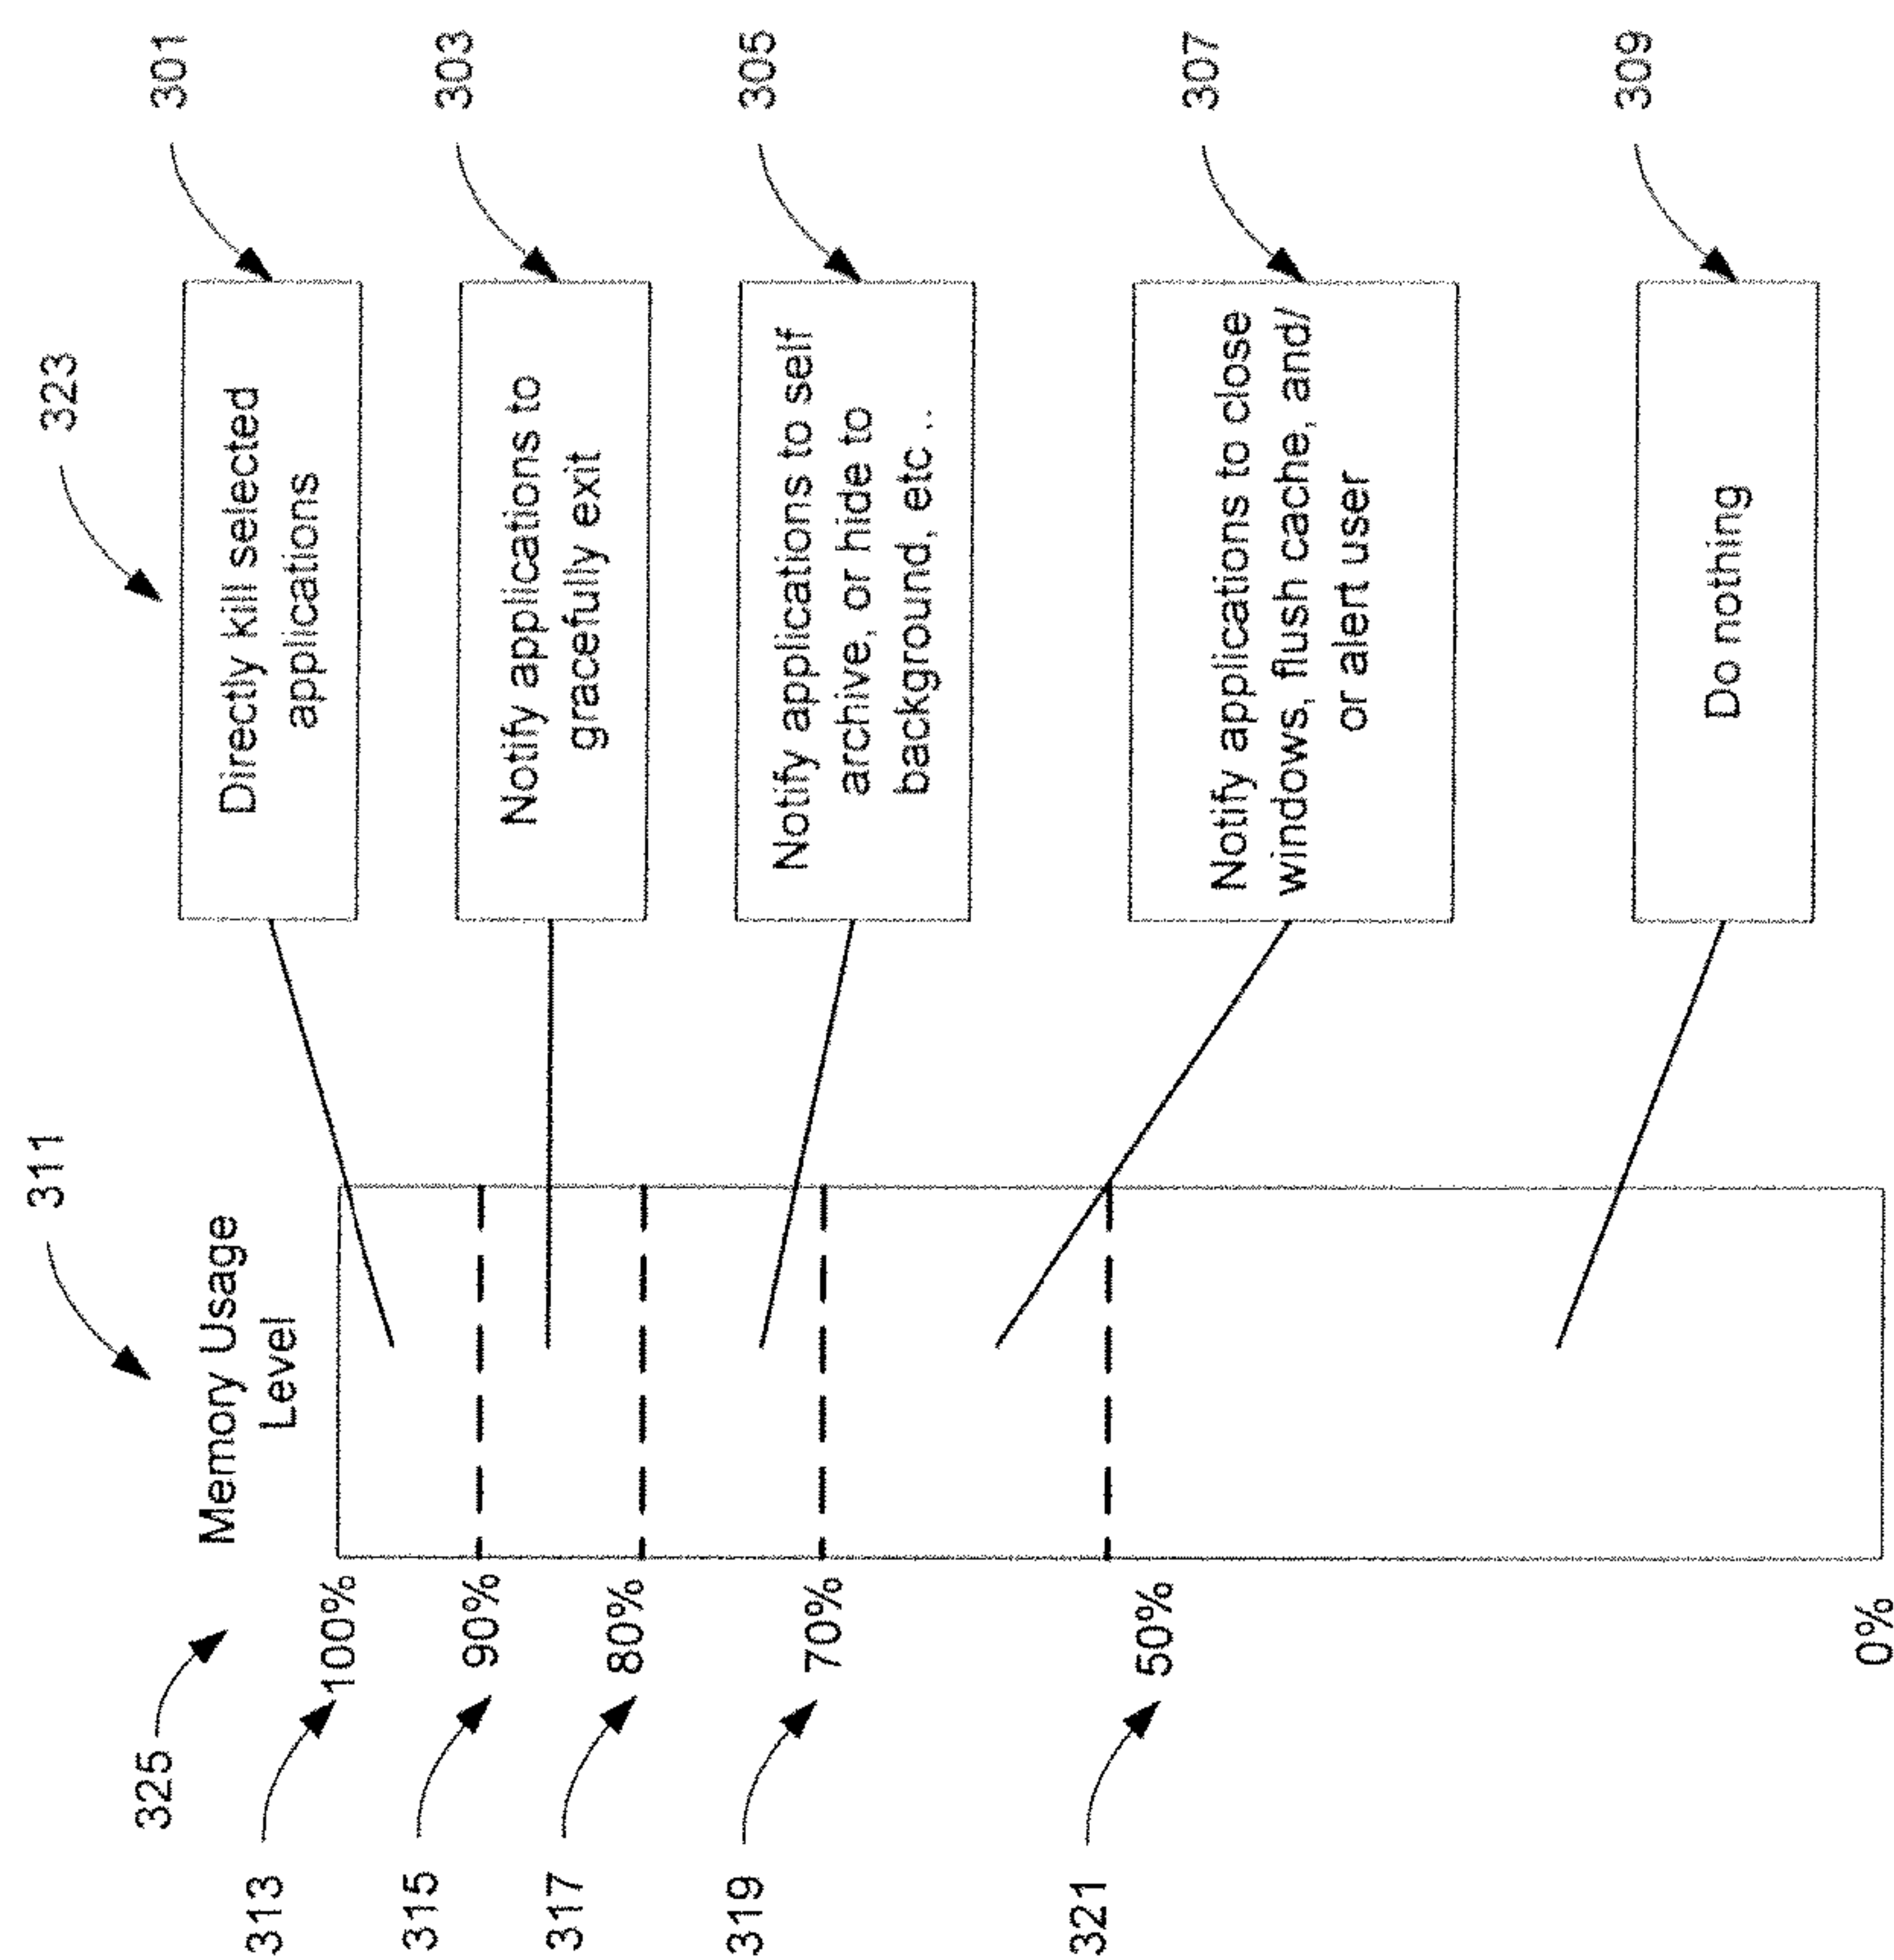 311
Memory Usage
Level
325
323
313
100%
315
90%
317
80%
319
70%
321
50%
0%
Directly kill selected
applications
301
Notify applications to
gracefully exit
303
Notify applications to self
archive, or hide to
background, etc ..
305
Notify applications to close
windows, flush cache, and/
or alert user
307
Do nothing
309